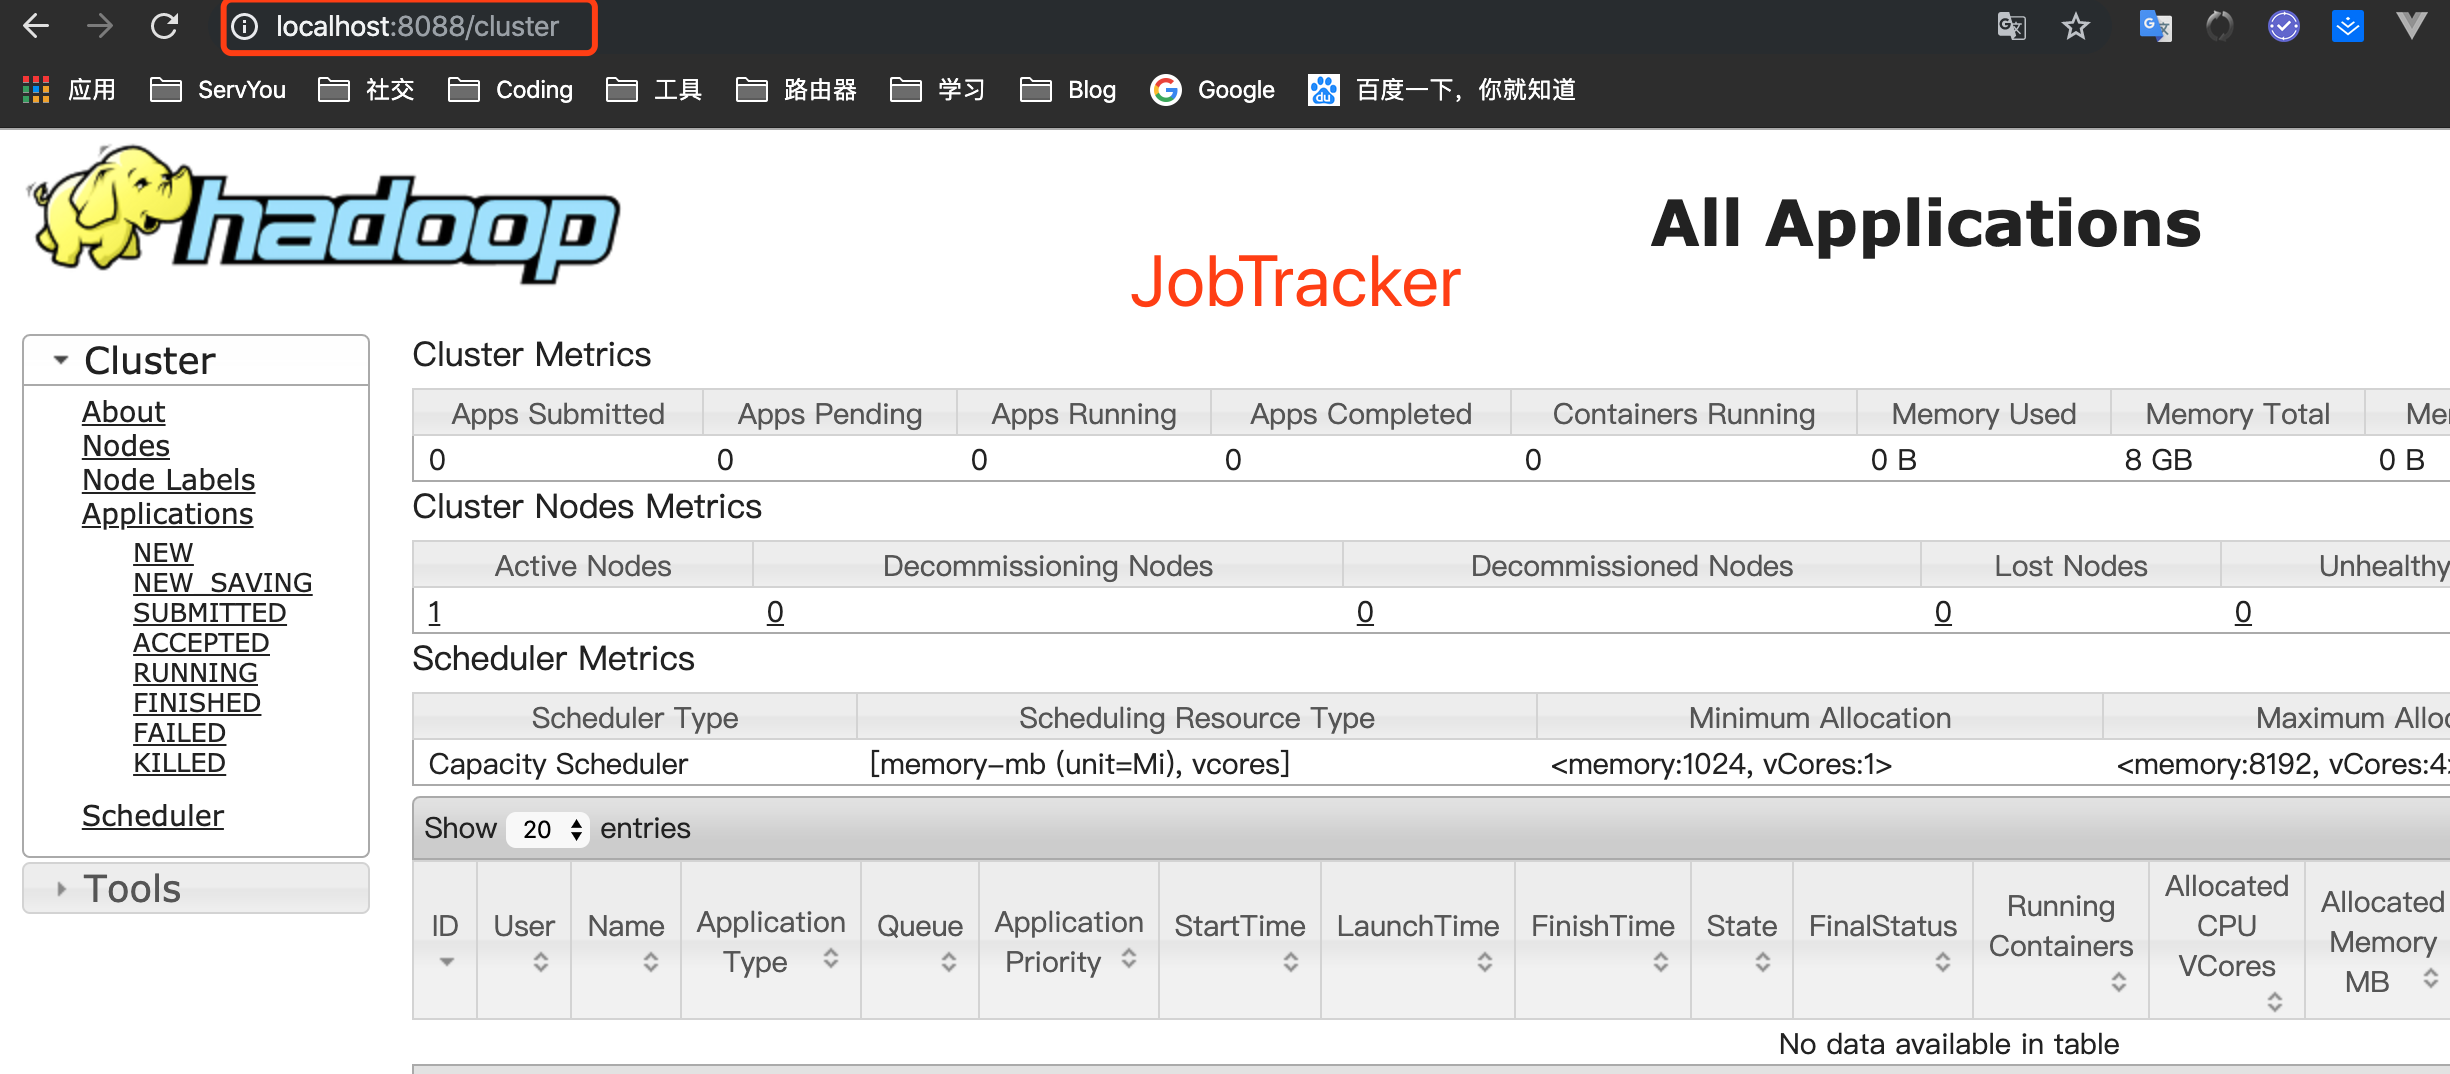 localhost:8088/cluster
应用 ServYou 社交 Coding 工具 路由器 学习 Blog Google 百度一下，你就知道
hadoop
All Applications
JobTracker
Cluster
About
Nodes
Node Labels
Applications
NEW
NEW_SAVING
SUBMITTED
ACCEPTED
RUNNING
FINISHED
FAILED
KILLED
Scheduler
Tools
Cluster Metrics
Apps Submitted Apps Pending Apps Running Apps Completed Containers Running Memory Used Memory Total
0 0 0 0 0 0 B 8 GB 0 B
Cluster Nodes Metrics
Active Nodes Decommissioning Nodes Decommissioned Nodes Lost Nodes Unhealthy
1 0 0 0 0
Scheduler Metrics
Scheduler Type Scheduling Resource Type Minimum Allocation Maximum
Capacity Scheduler [memory-mb (unit=Mi), vcores] <memory:1024, vCores:1> <memory:8192, vCores:4
Show 20 entries
ID User Name Application Type Queue Application Priority StartTime LaunchTime FinishTime State FinalStatus Running Containers Allocated CPU VCores Allocated Memory MB
No data available in table